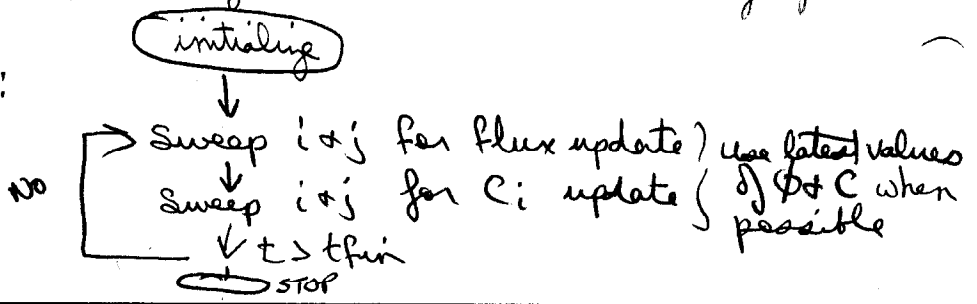 initialize
:
Sweep i & j for flux update } use latest values
NO
Sweep i & j for Ci update } of Φ & C when
possible
t > tfin
STOP